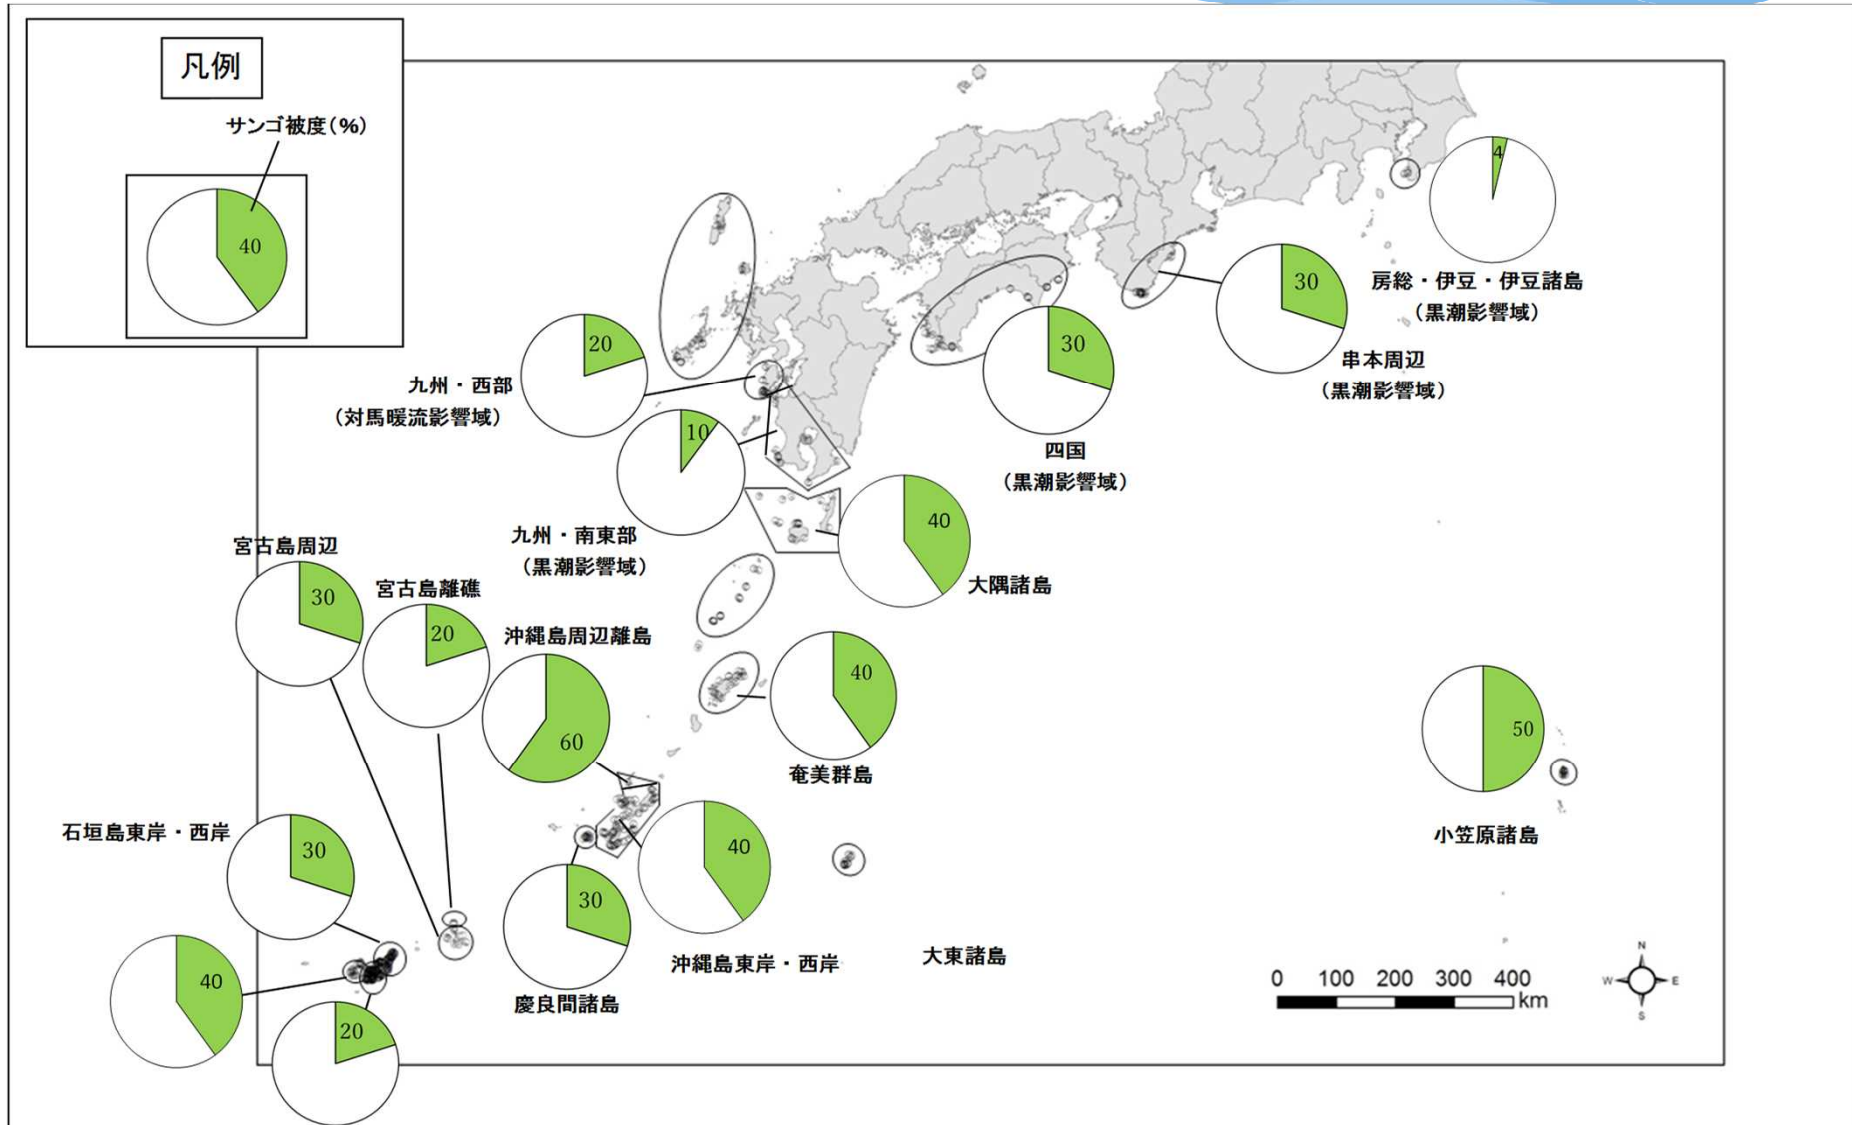 凡例
サンゴ被度(%)
40
4
房総・伊豆・伊豆諸島
(黒潮影響域)
30
串本周辺
(黒潮影響域)
30
四国
(黒潮影響域)
20
九州・西部
(対馬暖流影響域)
10
九州・南東部
(黒潮影響域)
40
大隅諸島
宮古島周辺
30
宮古島離礁
20
沖縄島周辺離島
60
40
奄美群島
50
小笠原諸島
石垣島東岸・西岸
30
40
沖縄島東岸・西岸
30
慶良間諸島
大東諸島
40
20
0 100 200 300 400
km
N
W E
S